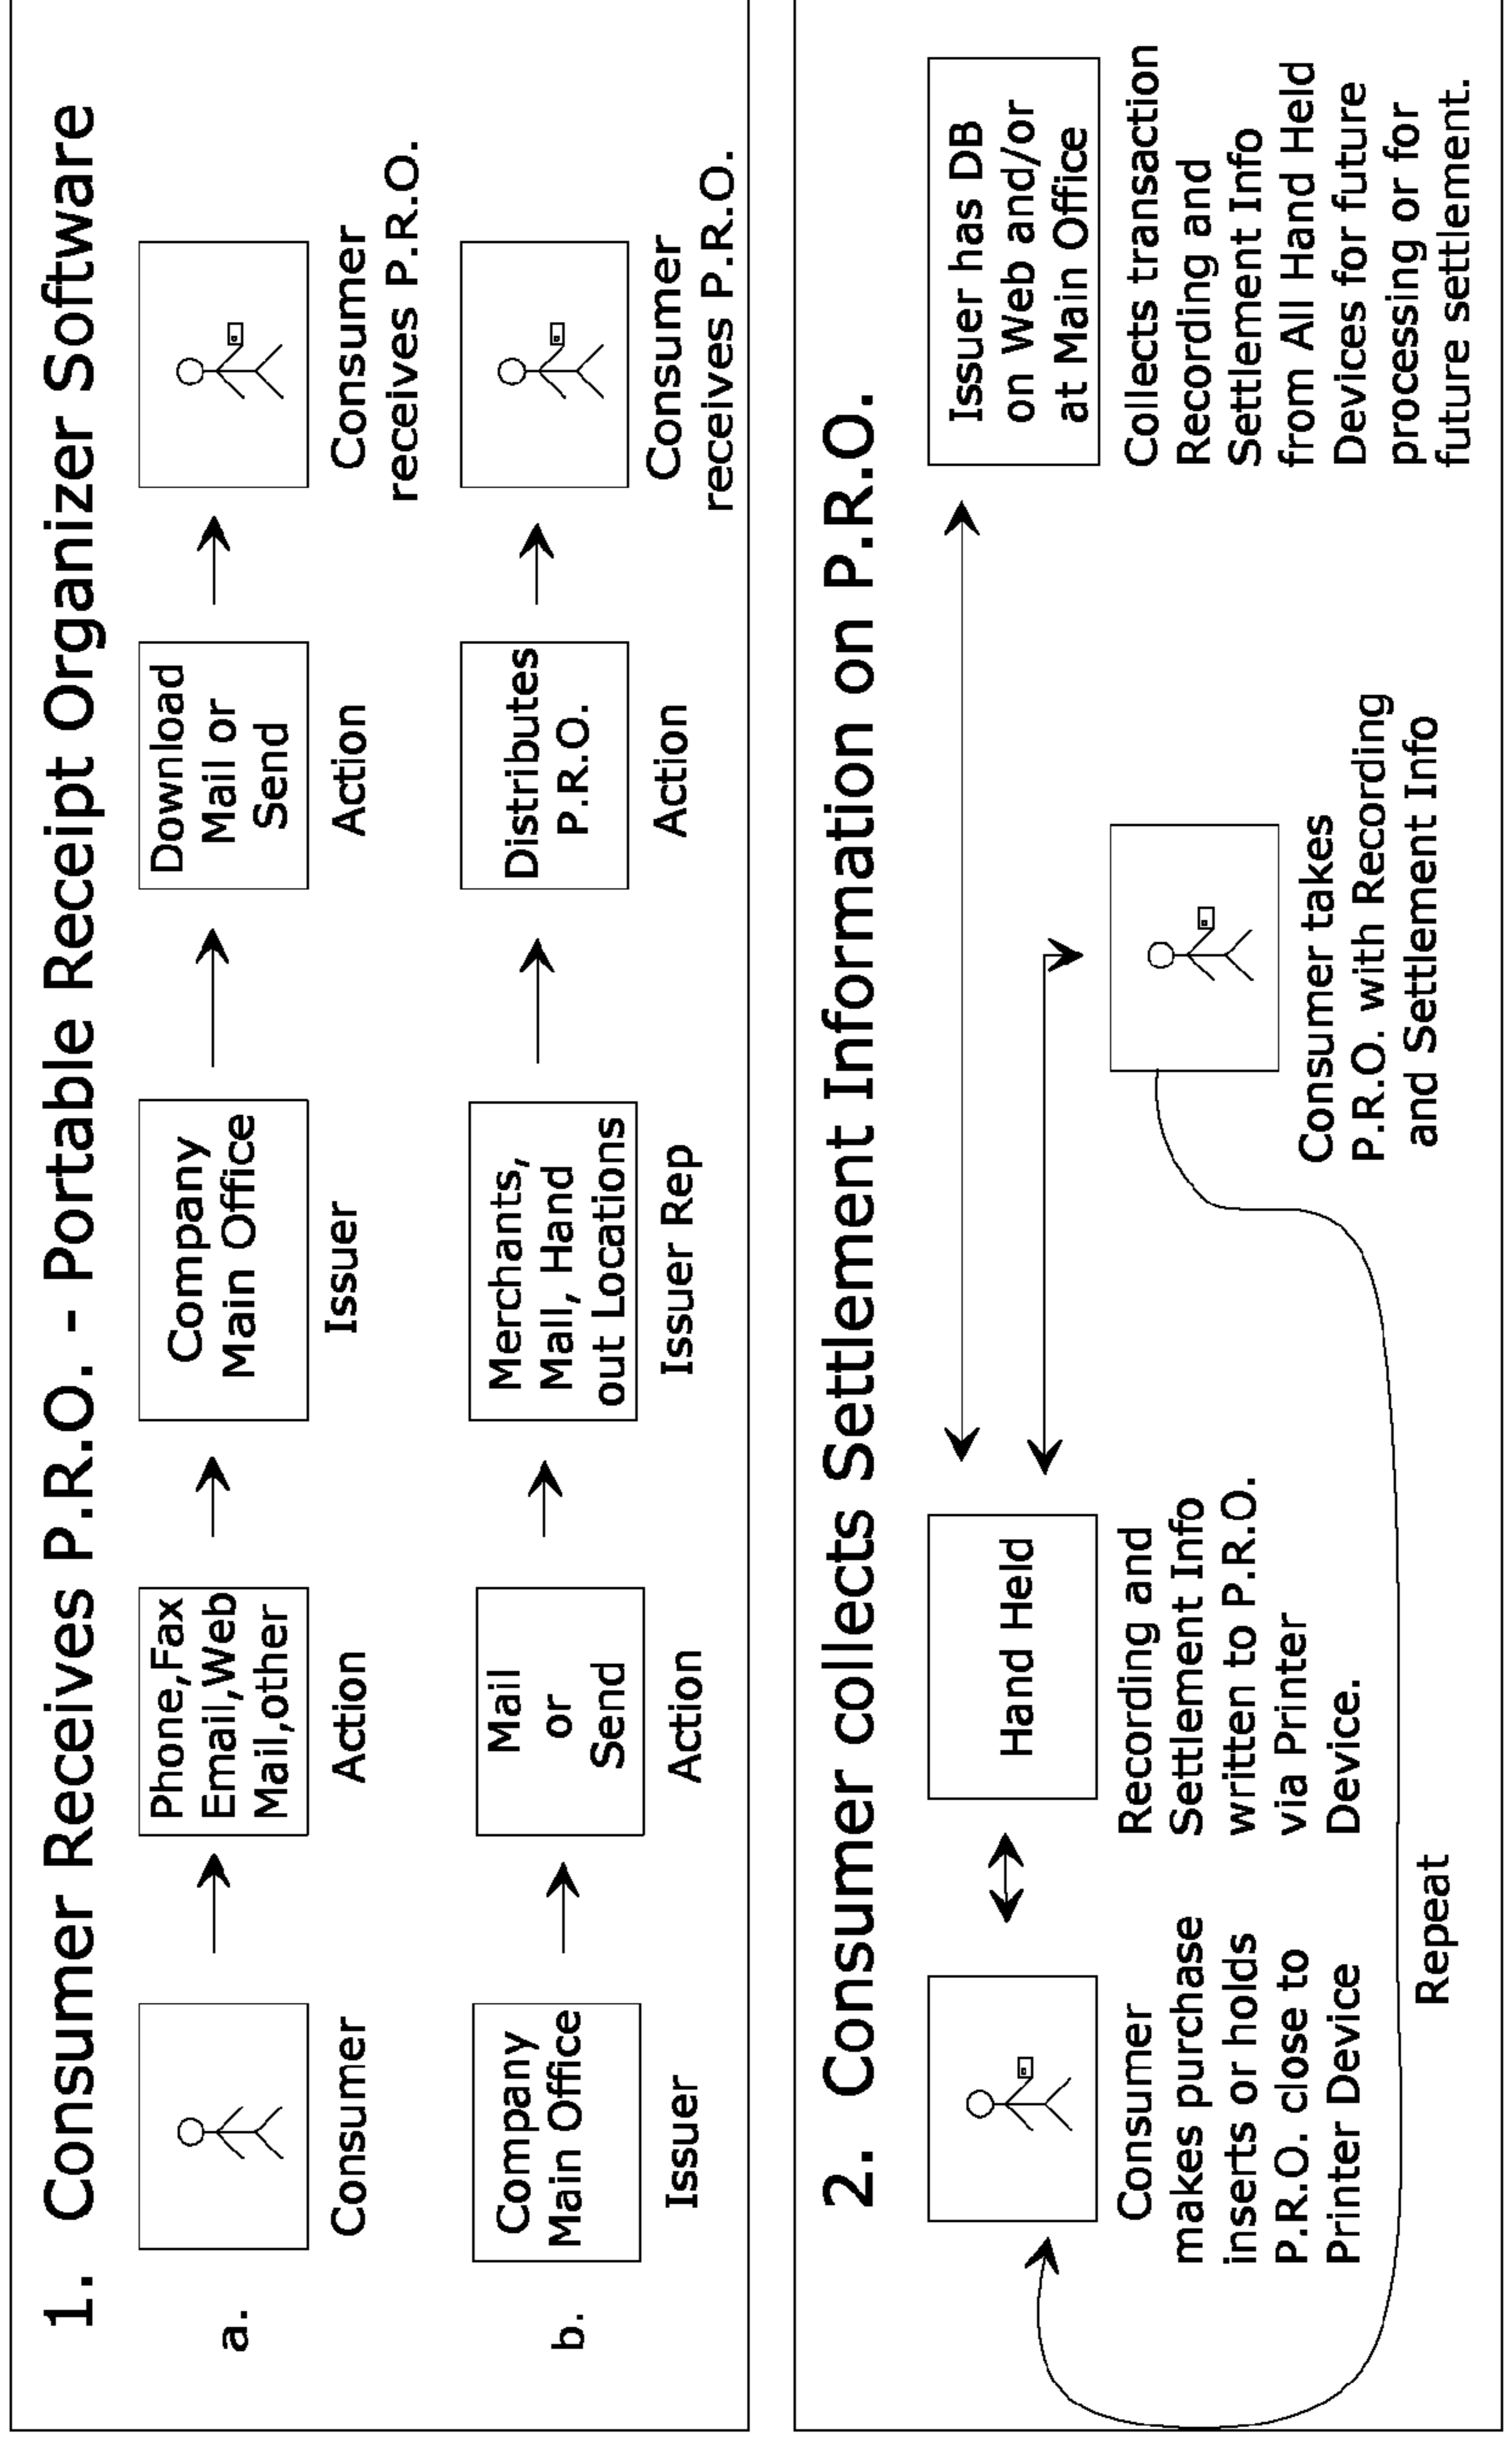 1. Consumer Receives P.R.O. - Portable Receipt Organizer Software
a.
Consumer
Phone,Fax
Email,Web
Mail,other
Action
Company
Main Office
Issuer
Download
Mail or
Send
Action
Consumer
receives P.R.O.
b.
Company
Main Office
Issuer
Mail
or
Send
Action
Merchants,
Mall, Hand
out Locations
Issuer Rep
Distributes
P.R.O.
Action
Consumer
receives P.R.O.
2. Consumer collects Settlement Information on P.R.O.
Consumer
makes purchase
inserts or holds
P.R.O. close to
Printer Device
Hand Held
Recording and
Settlement Info
written to P.R.O.
via Printer
Device.
Consumer takes
P.R.O. with Recording
and Settlement Info
Issuer has DB
on Web and/or
at Main Office
Collects transaction
Recording and
Settlement Info
from All Hand Held
Devices for future
processing or for
future settlement.
Repeat